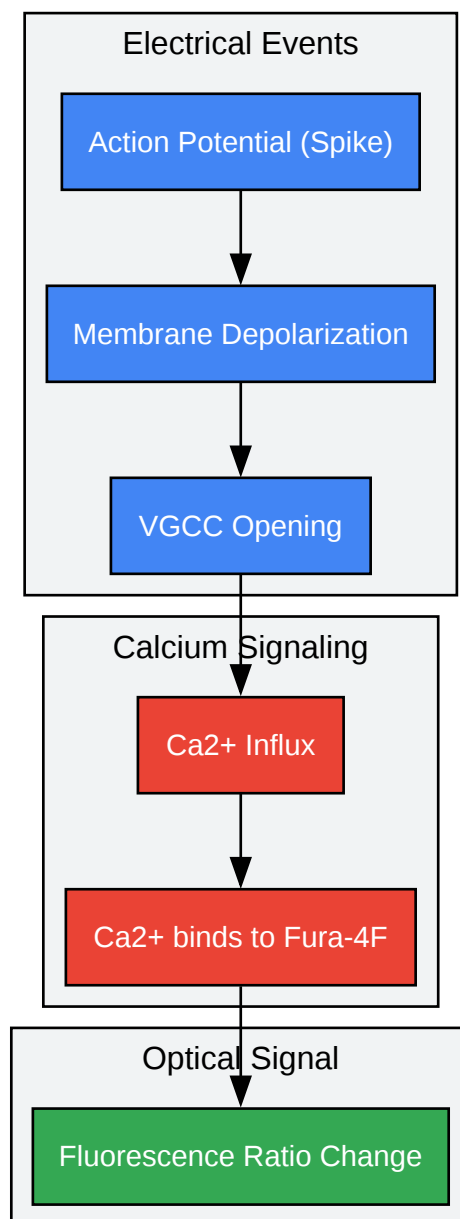 Electrical Events
Action Potential (Spike)
Membrane Depolarization
VGCC Opening
Calcium Signaling
Ca2+ Influx
Ca2+ binds to Fura-4F
Optical Signal
Fluorescence Ratio Change